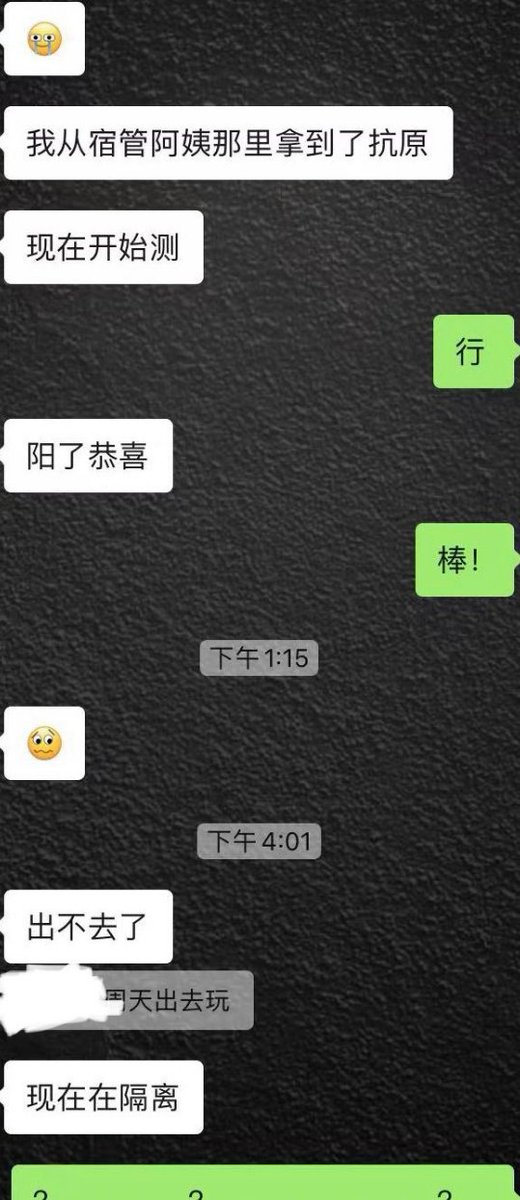 我从宿管阿姨那里拿到了抗原
现在开始测
行
阳了恭喜
棒!
下午1:15
下午4:01
出不去了
周天出去玩
现在在隔离